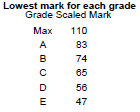 Lowest mark for each grade
Grade Scaled Mark
Max 110
A 83
B 74
C 65
D 56
E 47